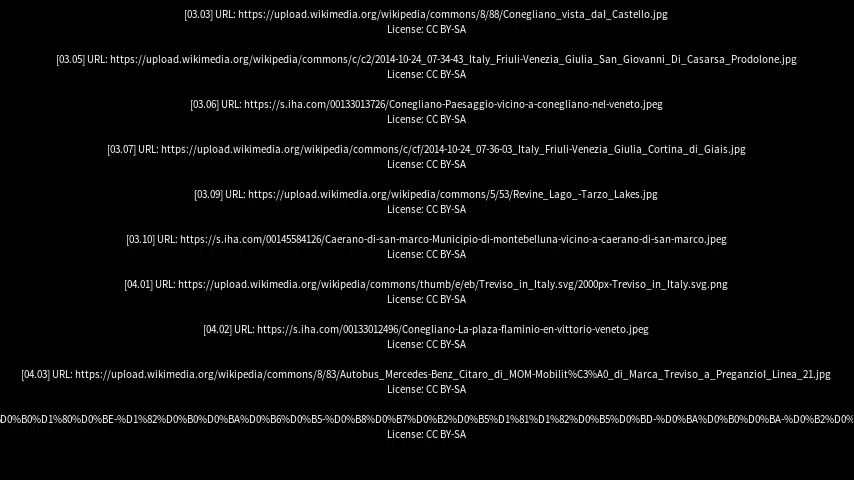 [03.03] URL: https://upload.wikimedia.org/wikipedia/commons/8/88/Conegliano_vista_dal_Castello.jpg
License: CC BY-SA
[03.05] URL: https://upload.wikimedia.org/wikipedia/commons/c/c2/2014-10-24_07-34-43_Italy_Friuli-Venezia_Giulia_San_Giovanni_Di_Casarsa_Prodolone.jpg
License: CC BY-SA
[03.06] URL: https://s.iha.com/00133013726/Conegliano-Paesaggio-vicino-a-conegliano-nel-veneto.jpeg
License: CC BY-SA
[03.07] URL: https://upload.wikimedia.org/wikipedia/commons/c/cf/2014-10-24_07-36-03_Italy_Friuli-Venezia_Giulia_Cortina_di_Giais.jpg
License: CC BY-SA
[03.09] URL: https://upload.wikimedia.org/wikipedia/commons/5/53/Revine_Lago_-Tarzo_Lakes.jpg
License: CC BY-SA
[03.10] URL: https://s.iha.com/00145584126/Caerano-di-san-marco-Municipio-di-montebelluna-vicino-a-caerano-di-san-marco.jpeg
License: CC BY-SA
[04.01] URL: https://upload.wikimedia.org/wikipedia/commons/thumb/e/eb/Treviso_in_Italy.svg/2000px-Treviso_in_Italy.svg.png
License: CC BY-SA
[04.02] URL: https://s.iha.com/00133012496/Conegliano-La-plaza-flaminio-en-vittorio-veneto.jpeg
License: CC BY-SA
[04.03] URL: https://upload.wikimedia.org/wikipedia/commons/8/83/Autobus_Mercedes-Benz_Citaro_di_MOM-Mobilit%C3%A0_di_Marca_Treviso_a_Preganziol_Linea_21.jpg
License: CC BY-SA
D0%B0%D1%80%D0%BE-%D1%82%D0%B0%D0%BA%D0%B6%D0%B5-%D0%B8%D0%B7%D0%B2%D0%B5%D1%81%D1%82%D0%B5%D0%BD-%D0%BA%D0%B0%D0%BA-%D0%B2%D0%
License: CC BY-SA